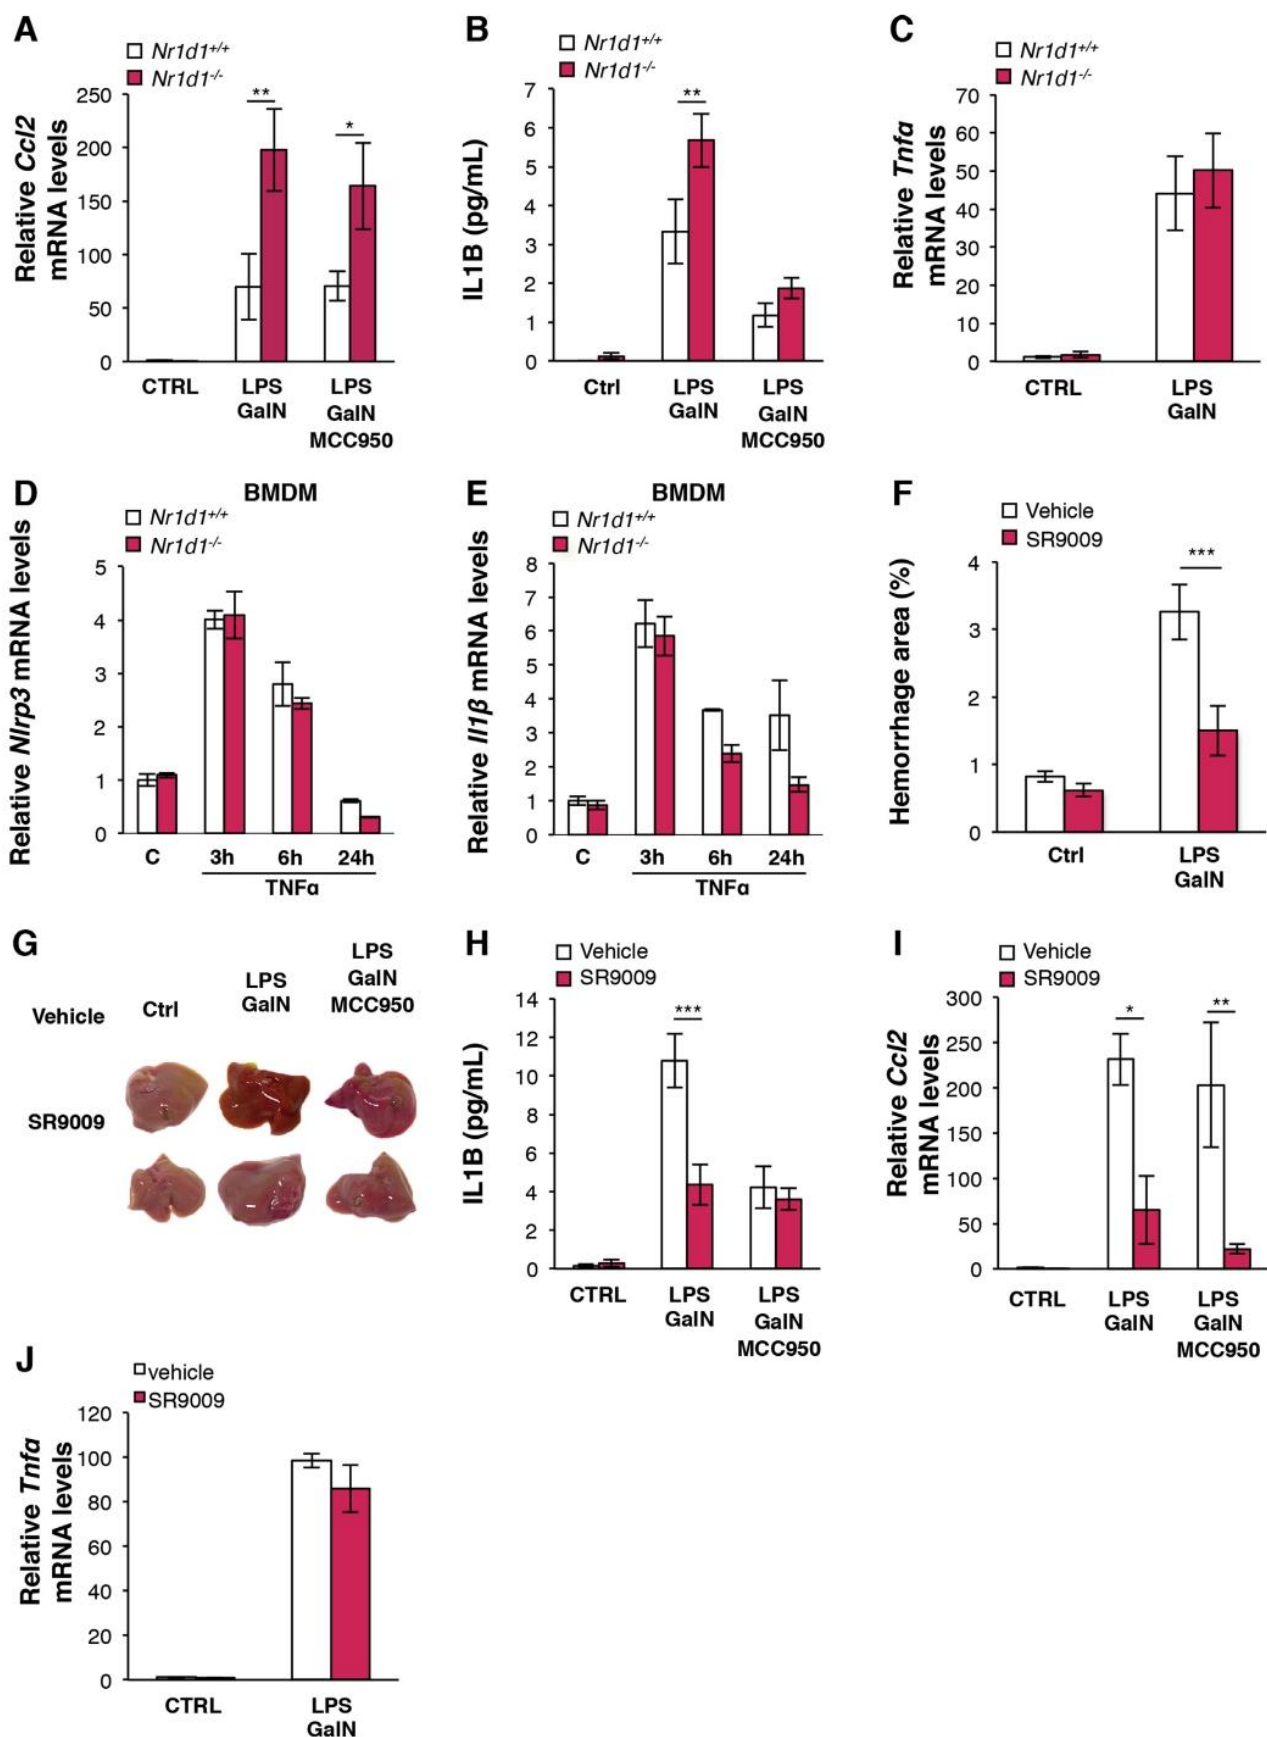 A
Nr1d1+/+
Nr1d1-/-
Relative Ccl2
mRNA levels
250
200
150
100
50
0
**
*
CTRL
LPS
GalN
LPS
GalN
MCC950
B
Nr1d1+/+
Nr1d1-/-
IL1B (pg/mL)
7
6
5
4
3
2
1
0
**
Ctrl
LPS
GalN
LPS
GalN
MCC950
C
Nr1d1+/+
Nr1d1-/-
Relative Tnfα
mRNA levels
70
60
50
40
30
20
10
0
CTRL
LPS
GalN
D
BMDM
Nr1d1+/+
Nr1d1-/-
Relative Nlrp3 mRNA levels
5
4
3
2
1
0
C
3h
6h
24h
TNFα
E
BMDM
Nr1d1+/+
Nr1d1-/-
Relative Il1β mRNA levels
8
7
6
5
4
3
2
1
0
C
3h
6h
24h
TNFα
F
Vehicle
SR9009
Hemorrhage area (%)
4
3
2
1
0
***
Ctrl
LPS
GalN
G
Vehicle
SR9009
Ctrl
LPS
GalN
LPS
GalN
MCC950
H
Vehicle
SR9009
IL1B (pg/mL)
14
12
10
8
6
4
2
0
***
CTRL
LPS
GalN
LPS
GalN
MCC950
I
Vehicle
SR9009
Relative Ccl2
mRNA levels
300
250
200
150
100
50
0
*
**
CTRL
LPS
GalN
LPS
GalN
MCC950
J
vehicle
SR9009
Relative Tnfα
mRNA levels
120
100
80
60
40
20
0
CTRL
LPS
GalN